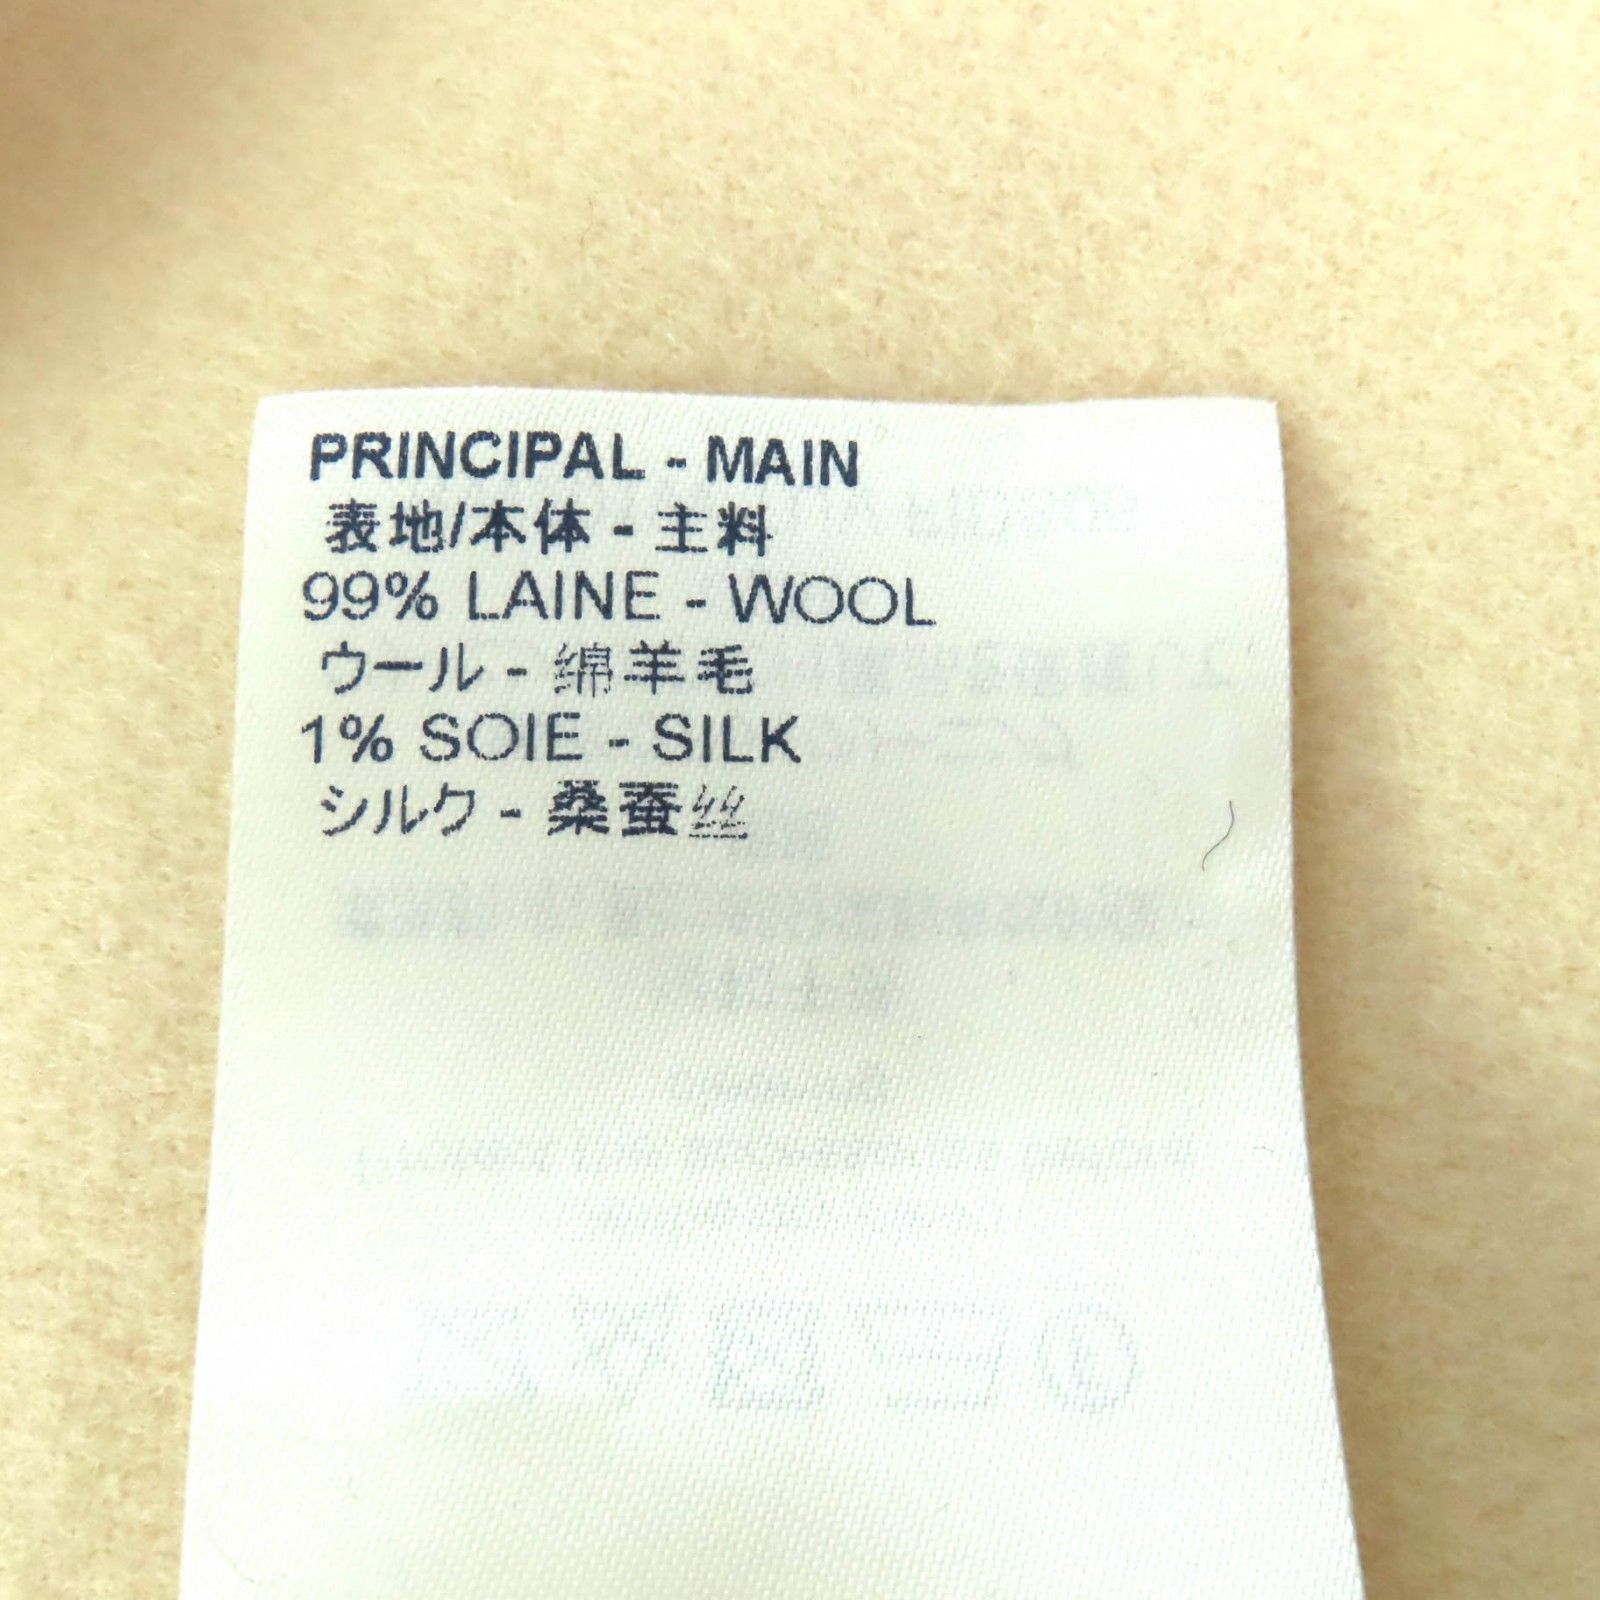 PRINCIPAL - MAIN
表地/本体 - 主料
99% LAINE - WOOL
ウール - 绵羊毛
1% SOIE - SILK
シルク - 桑蚕丝